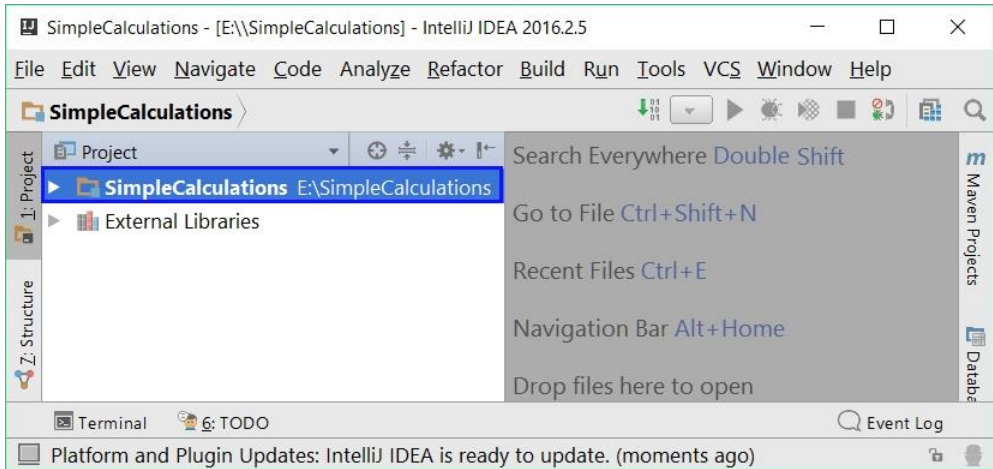 SimpleCalculations - [E:\\SimpleCalculations] - IntelliJ IDEA 2016.2.5
File Edit View Navigate Code Analyze Refactor Build Run Tools VCS Window Help
SimpleCalculations
Project
SimpleCalculations E:\SimpleCalculations
External Libraries
1: Project
Z: Structure
Search Everywhere Double Shift
Go to File Ctrl+Shift+N
Recent Files Ctrl+E
Navigation Bar Alt+Home
Drop files here to open
Maven Projects
Databa
Terminal
6: TODO
Event Log
Platform and Plugin Updates: IntelliJ IDEA is ready to update. (moments ago)